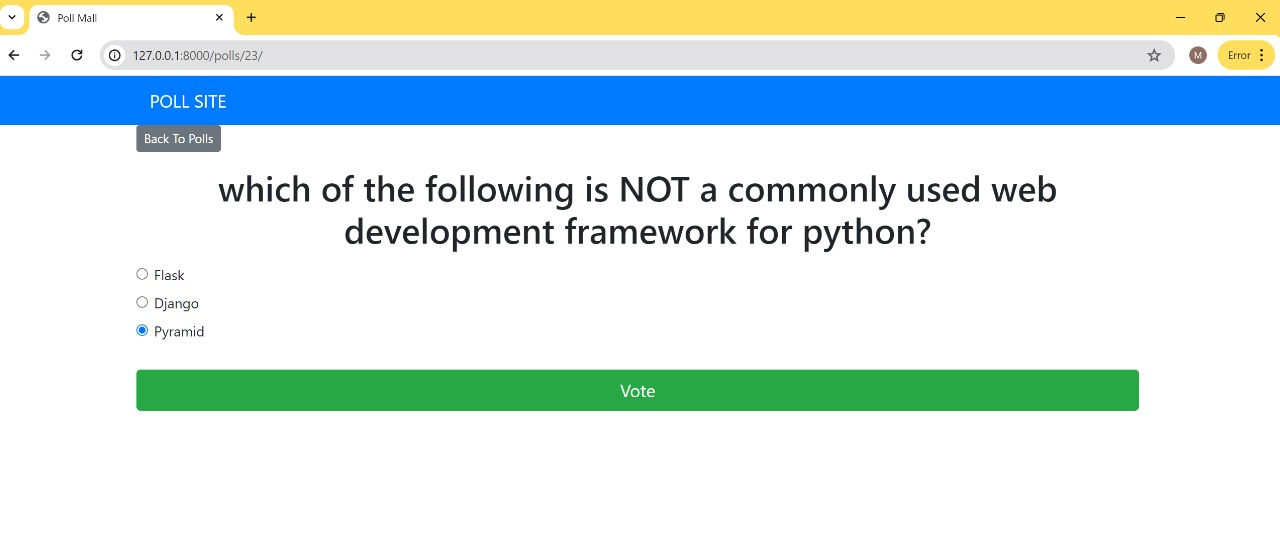 Poll Mall
127.0.0.1:8000/polls/23/
M
Error
POLL SITE
Back To Polls
which of the following is NOT a commonly used web
development framework for python?
Flask
Django
Pyramid
Vote